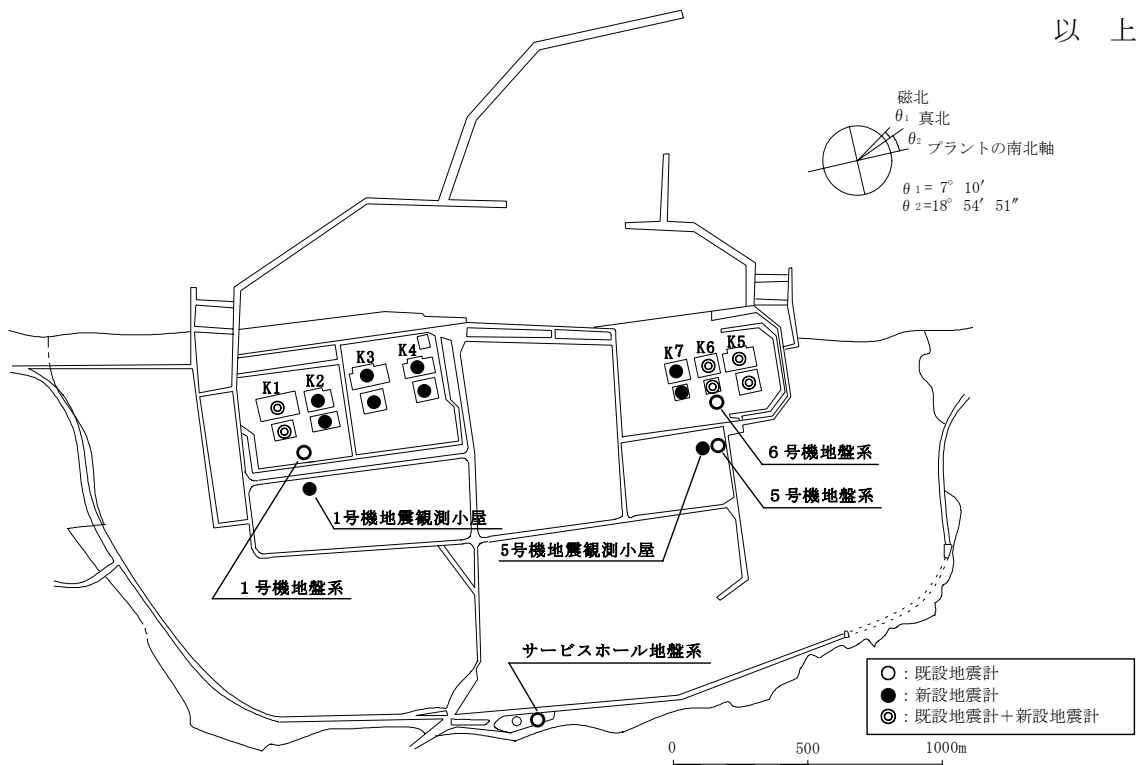 以 上
磁北
θ1 真北
θ2 プラントの南北軸
θ1= 7° 10′
θ2=18° 54′ 51″
K1
K2
K3
K4
K7
K6
K5
6号機地盤系
5号機地盤系
1号機地震観測小屋
5号機地震観測小屋
1号機地盤系
サービスホール地盤系
○:既設地震計
●:新設地震計
◎:既設地震計+新設地震計
0 500 1000m